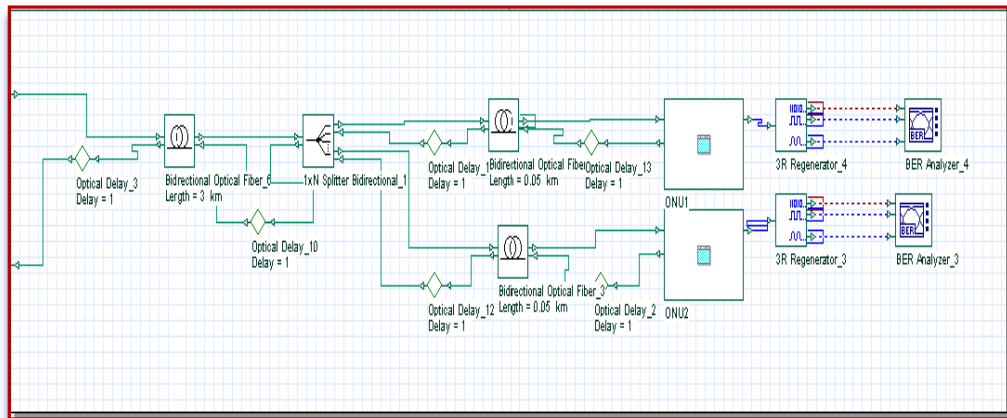 Optical Delay_3
Delay = 1
Bidirectional Optical Fiber_6
Length = 3 km
1xN Splitter Bidirectional_1
Optical Delay_10
Delay = 1
Optical Delay_1
Delay = 1
Bidirectional Optical Fiber
Length = 0.05 km
Optical Delay_13
Delay = 1
ONU1
3R Regenerator_4
BER
BER Analyzer_4
Optical Delay_12
Delay = 1
Bidirectional Optical Fiber_3
Length = 0.05 km
Optical Delay_2
Delay = 1
ONU2
3R Regenerator_3
BER
BER Analyzer_3